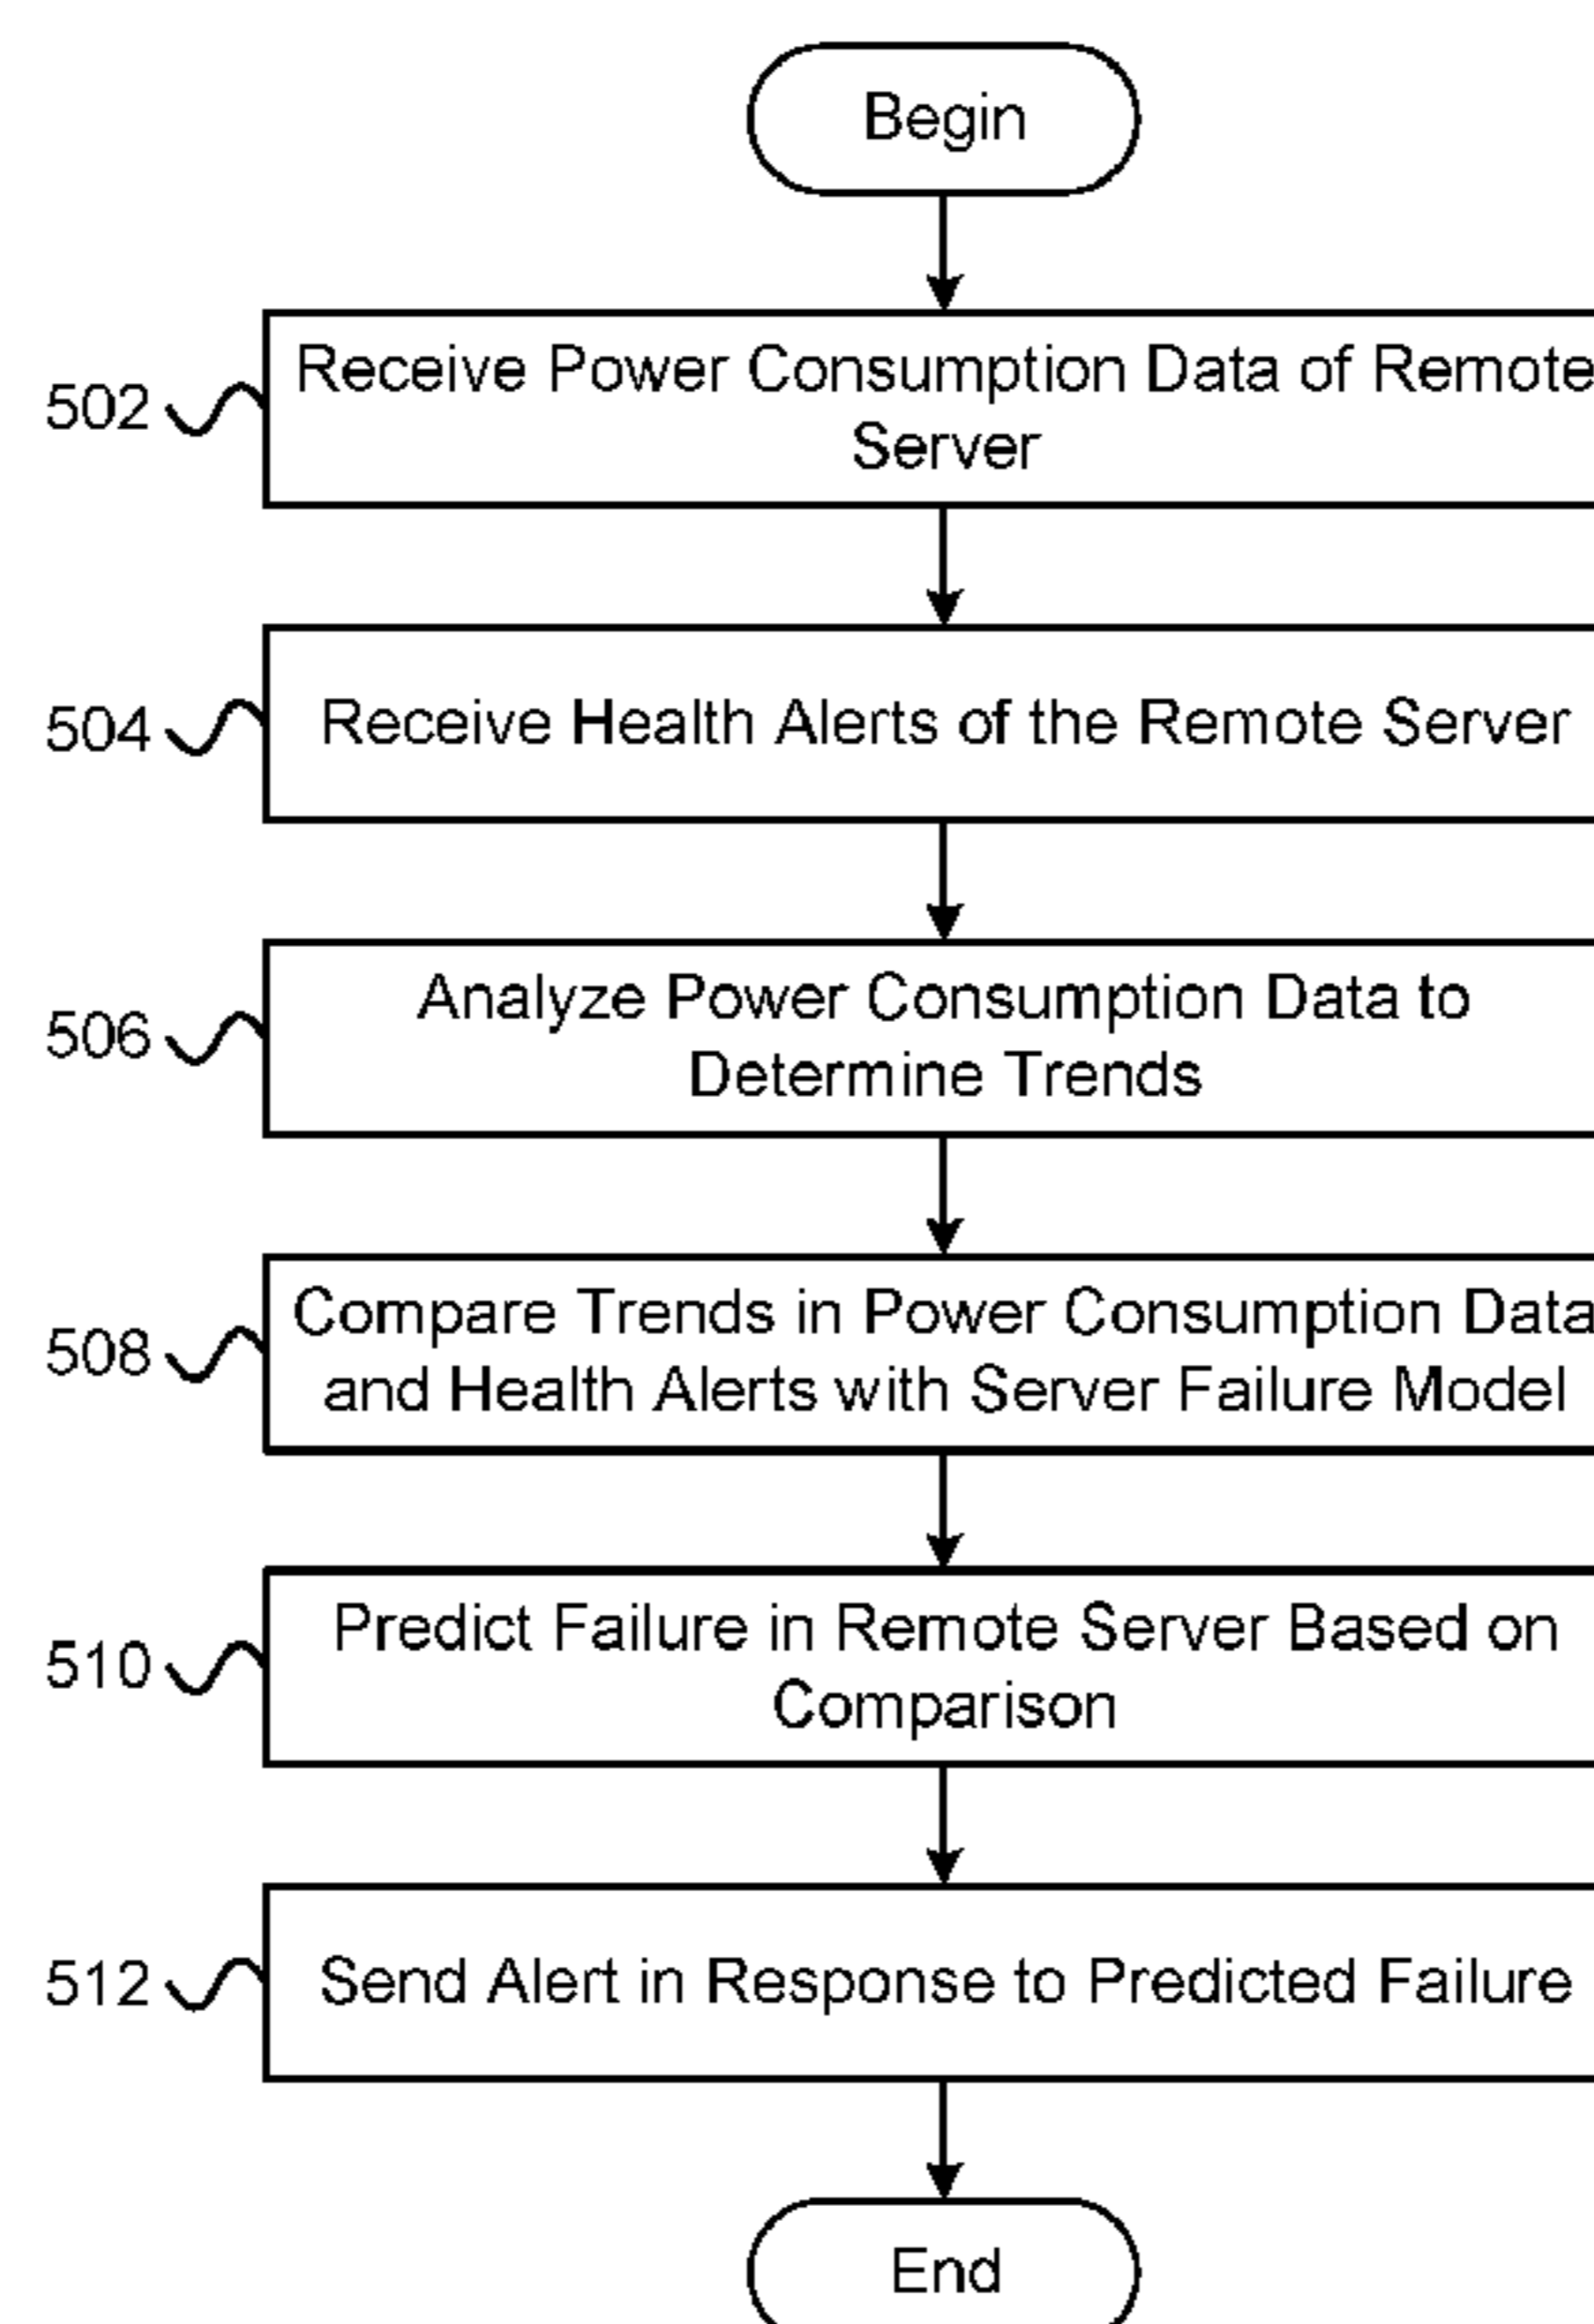 Begin
502
Receive Power Consumption Data of Remote
Server
504
Receive Health Alerts of the Remote Server
506
Analyze Power Consumption Data to
Determine Trends
508
Compare Trends in Power Consumption Data
and Health Alerts with Server Failure Model
510
Predict Failure in Remote Server Based on
Comparison
512
Send Alert in Response to Predicted Failure
End